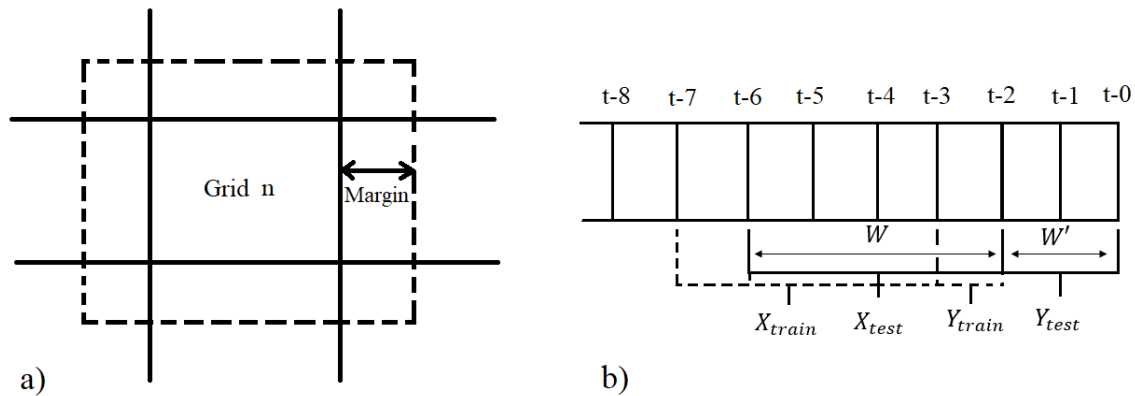 t-8 t-7 t-6 t-5 t-4 t-3 t-2 t-1 t-0
Grid n
Margin
W W'
X_train X_test Y_train Y_test
a) b)